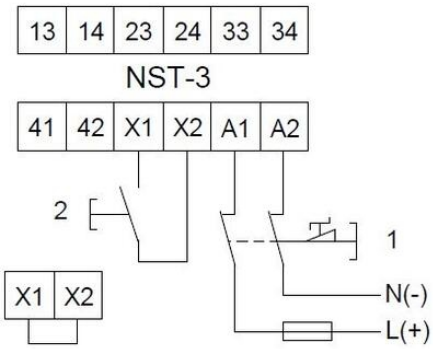 13 14 23 24 33 34
NST-3
41 42 X1 X2 A1 A2
2
1
X1 X2
N(-)
L(+)